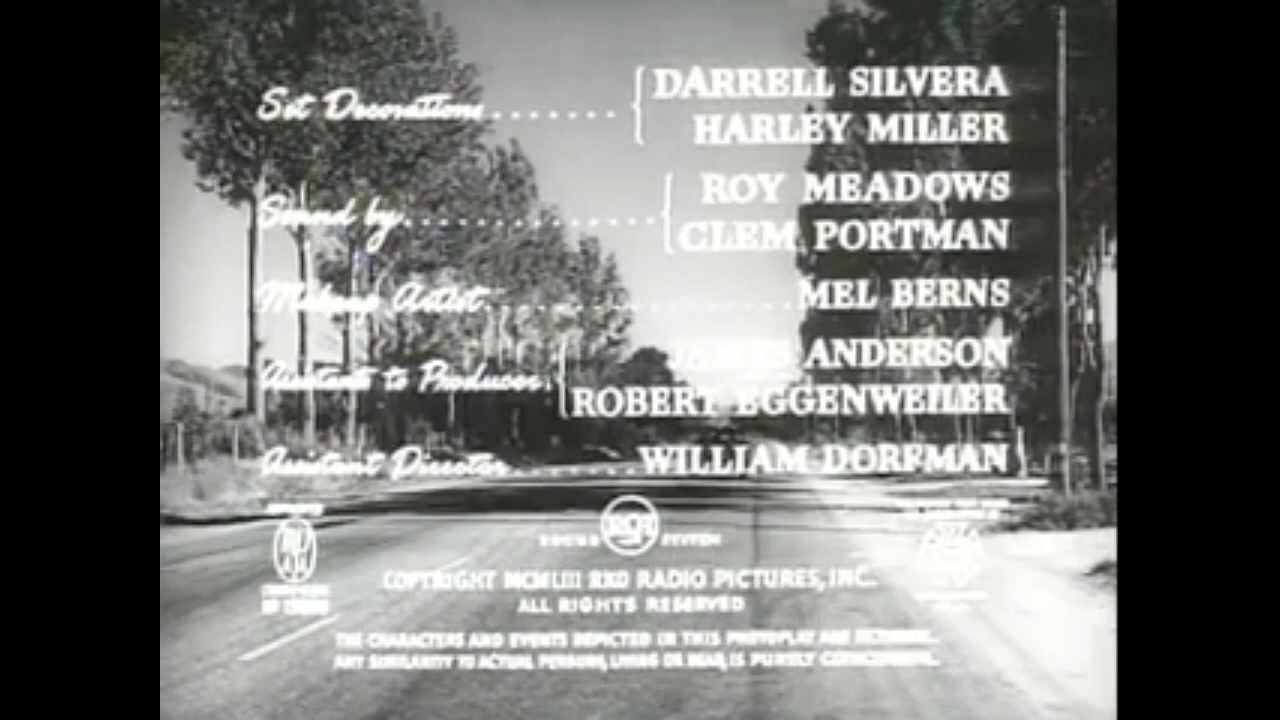 Set Decorations....... DARRELL SILVERA
HARLEY MILLER
Sound by............... ROY MEADOWS
CLEM PORTMAN
Makeup Artist.................. MEL BERNS
Assistants to Producer. JAMES ANDERSON
ROBERT EGGENWEILER
Assistant Director........ WILLIAM DORFMAN
RCA
SOUND SYSTEM
COPYRIGHT MCMLIII RKO RADIO PICTURES, INC.
ALL RIGHTS RESERVED
THE CHARACTERS AND EVENTS DEPICTED IN THIS PHOTOPLAY ARE FICTIONAL.
ANY SIMILARITY TO ACTUAL PERSONS, LIVING OR DEAD, IS PURELY COINCIDENTAL.